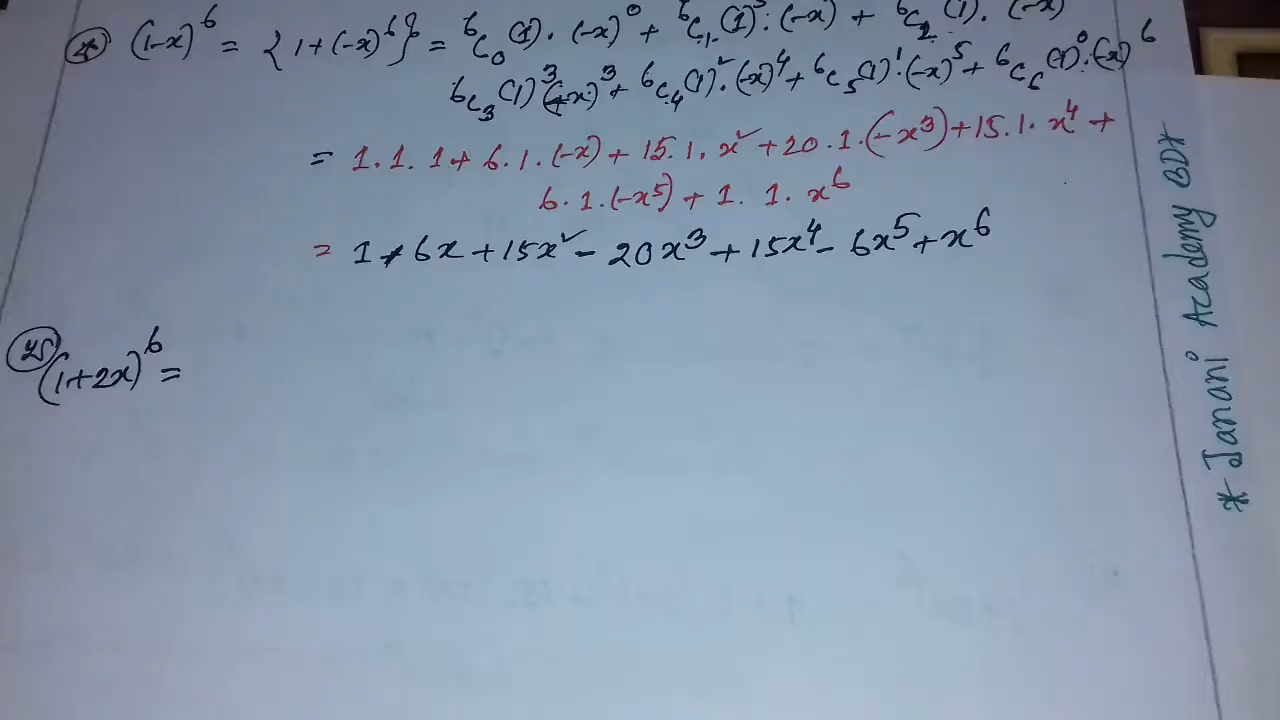 (1-x)^6 = {1+(-x)^6} = ⁶C₀(1)·(-x)^0 + ⁶C₁(1)^5·(-x) + ⁶C₂(1)·(-x)
⁶C₃(1)^3(-x)^3 + ⁶C₄(1)^2·(-x)^4 + ⁶C₅(1)^1·(-x)^5 + ⁶C₆(1)^0·(-x)^6
= 1.1.1 + 6.1.(-x) + 15.1.x^2 + 20.1.(-x^3) + 15.1.x^4 +
6.1.(-x^5) + 1. 1. x^6
= 1 - 6x + 15x^2 - 20x^3 + 15x^4 - 6x^5 + x^6
(1+2x)^6 =
* Janani Academy BDA